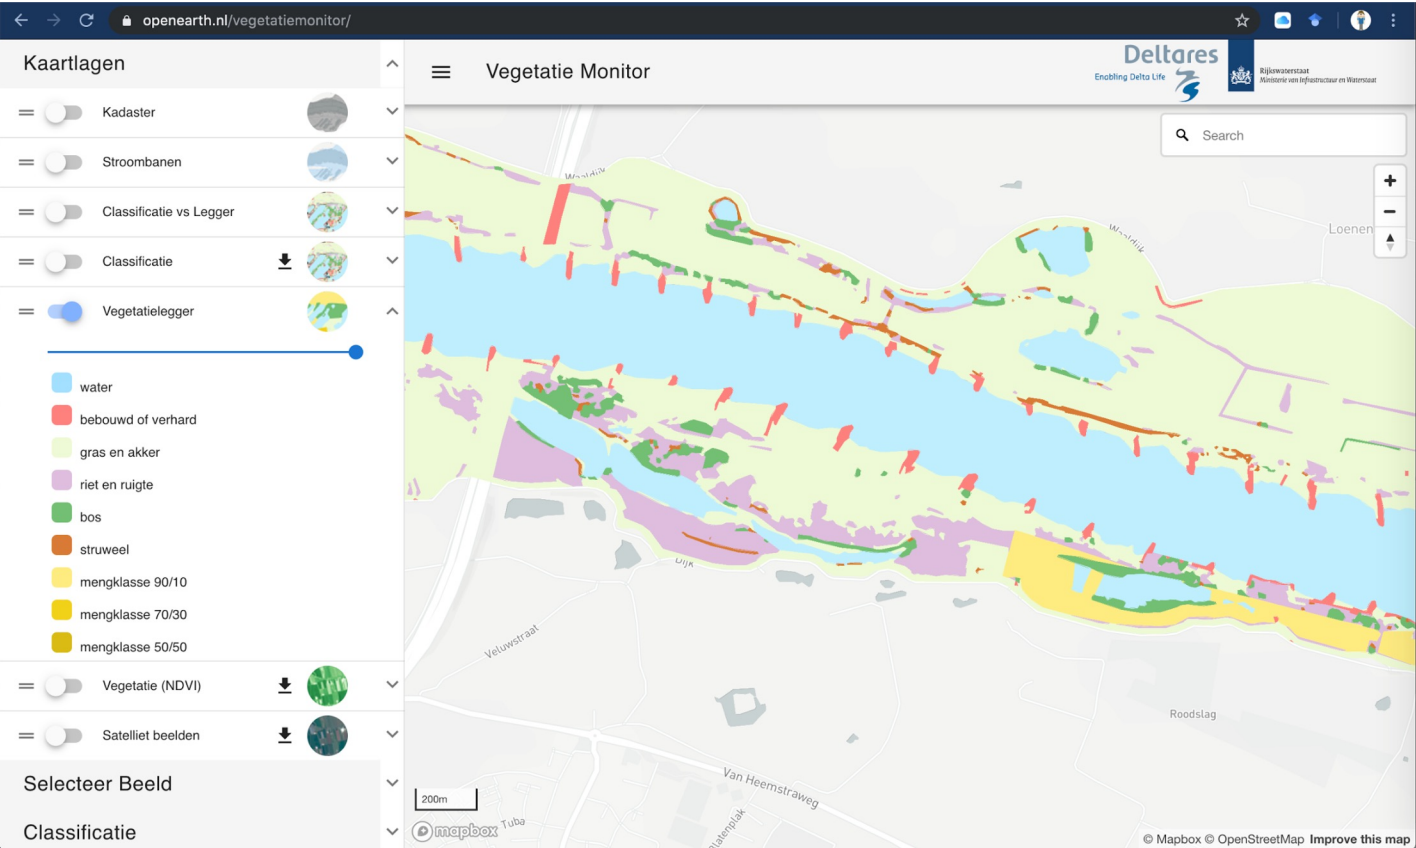 openearth.nl/vegetatiemonitor/
Kaartlagen
Kadaster
Stroombanen
Classificatie vs Legger
Classificatie
Vegetatielegger
water
bebouwd of verhard
gras en akker
riet en ruigte
bos
struweel
mengklasse 90/10
mengklasse 70/30
mengklasse 50/50
Vegetatie (NDVI)
Satelliet beelden
Selecteer Beeld
Classificatie
Vegetatie Monitor
Deltares
Enabling Delta Life
Rijkswaterstaat
Ministerie van Infrastructuur en Waterstaat
Search
Waaldijk
Waaldijk
Loenen
Dijk
Veluwstraat
Roodslag
Van Heemstraweg
Tuba
200m
mapbox
© Mapbox © OpenStreetMap Improve this map